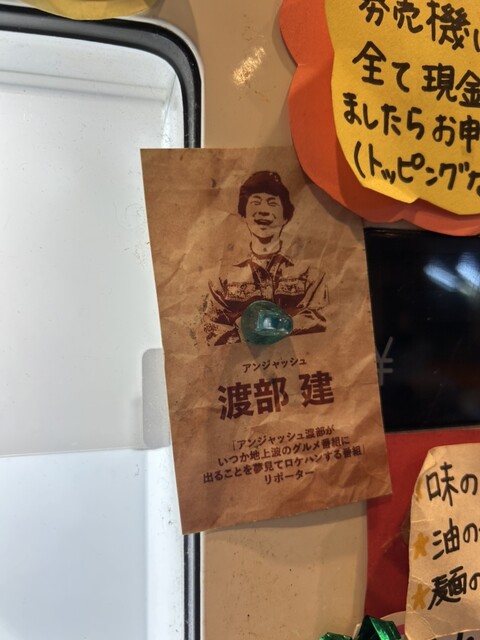 券売機
全て現金
ましたらお申
(トッピング
アンジャッシュ
渡部 建
「アンジャッシュ渡部が
いつか地上波のグルメ番組に
出ることを夢見てロケハンする番組」
リポーター
¥
味の
★油の
★麺の